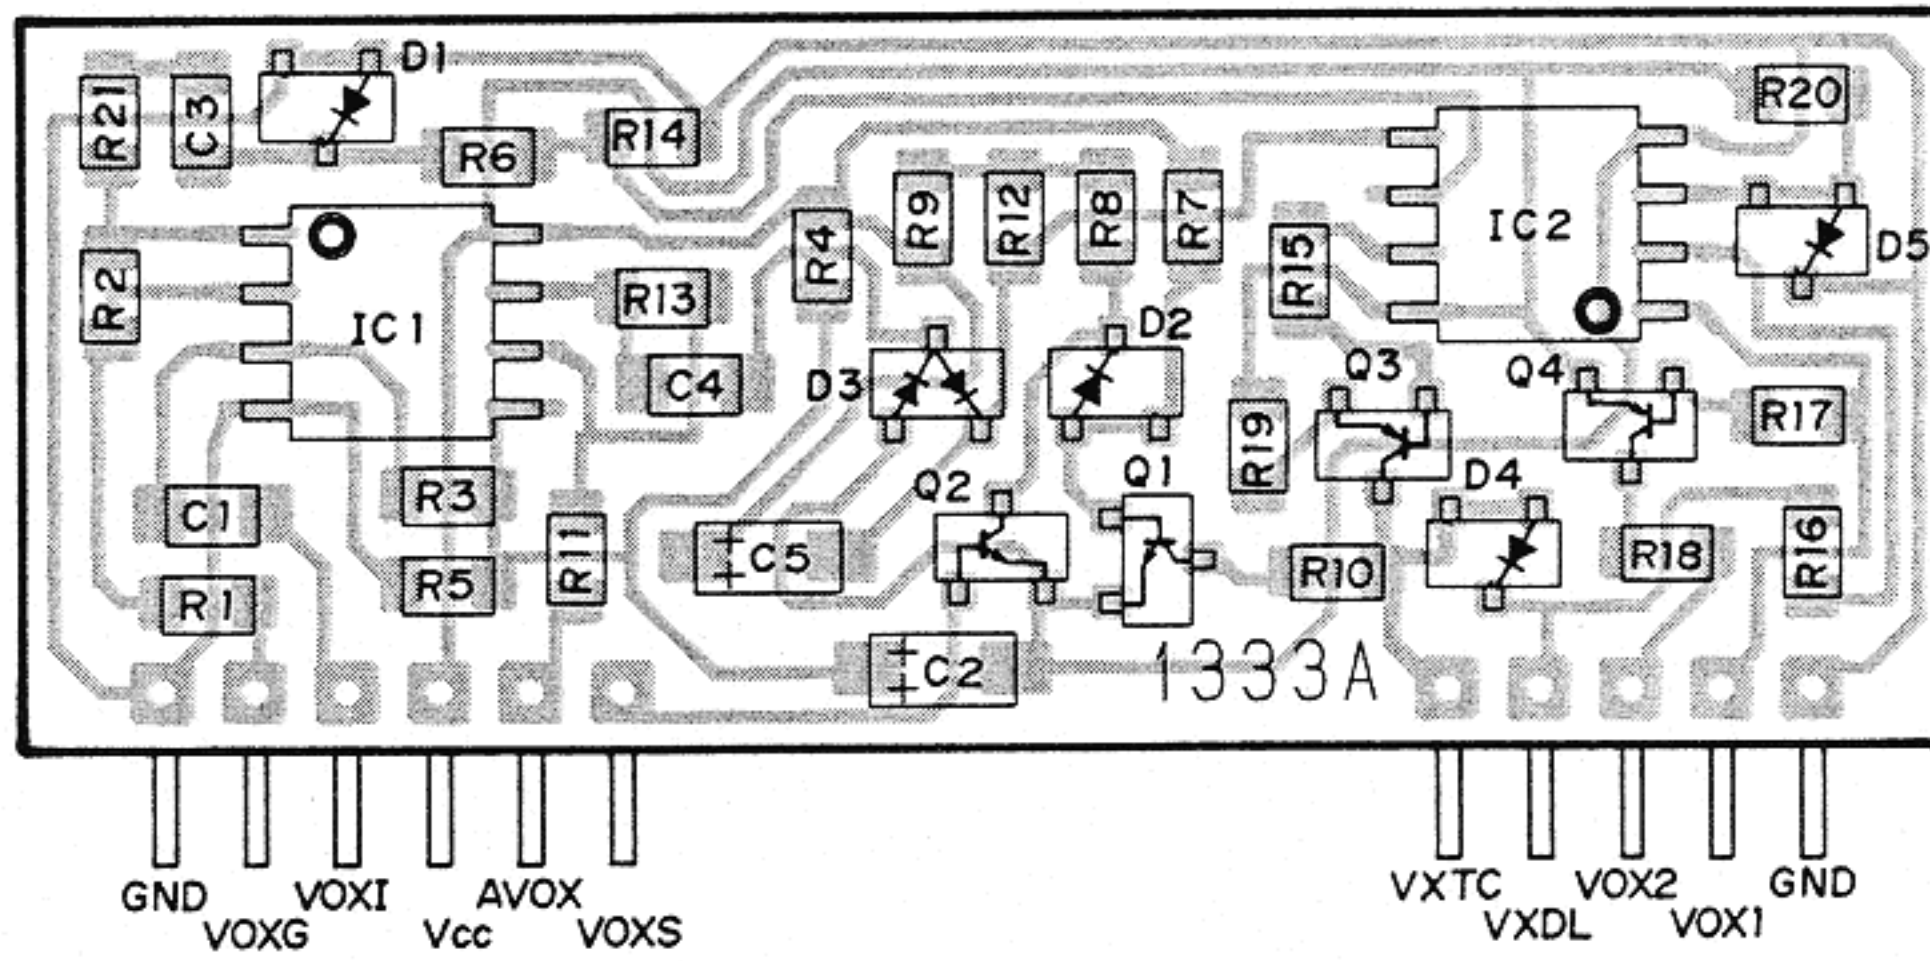 D1
R21
C3
R6
R14
R20
R9
R12
R8
R7
R4
R15
IC2
D5
R2
IC1
R13
C4
D3
D2
Q3
Q4
R19
R17
C1
R3
R11
Q2
Q1
D4
R1
R5
C5
R10
R18
R16
C2
1333A
GND VOXI AVOX VXTC VOX2 GND
VOXG Vcc VOXS VXDL VOX1